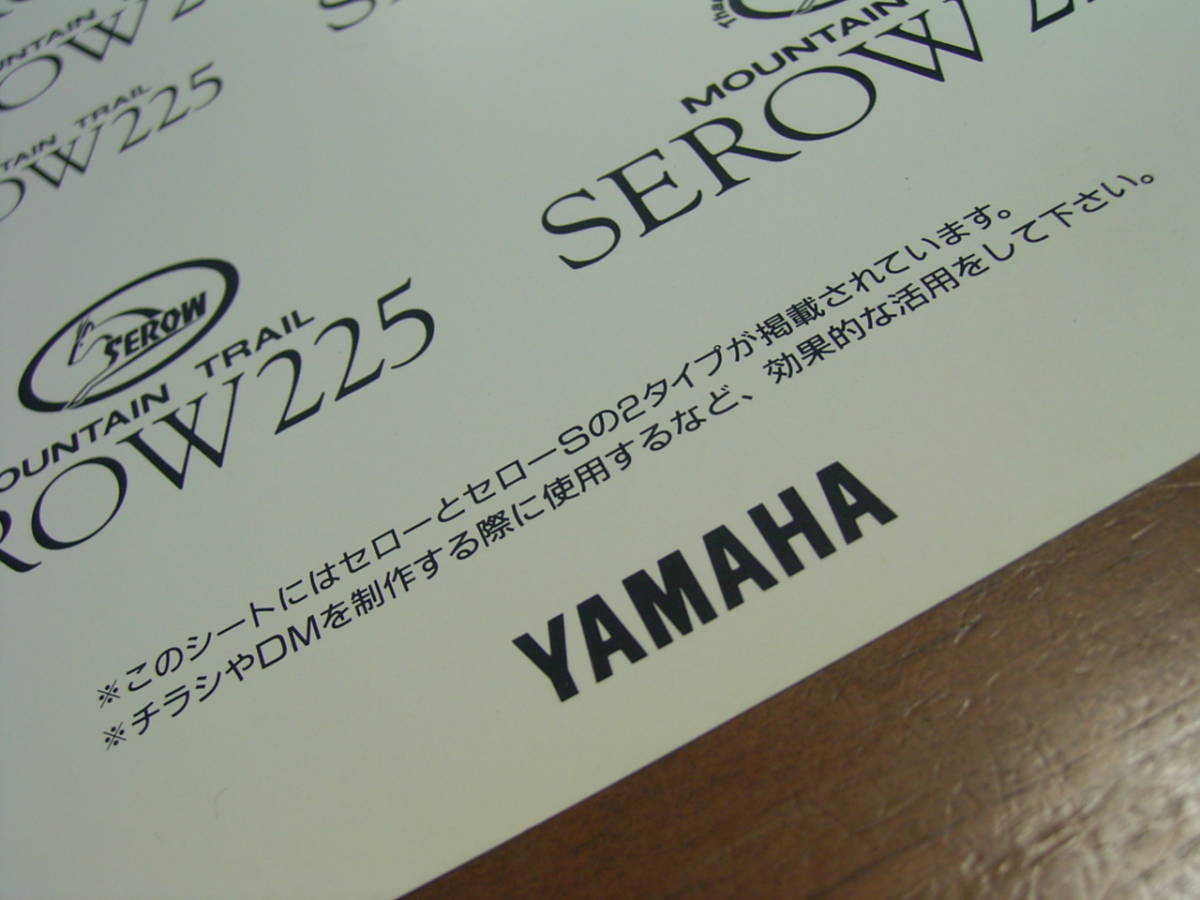 MOUNTAIN
TRAIL
225
MOUNTAIN
SEROW
SEROW
MOUNTAIN TRAIL
SEROW225
※このシートにはセローとセローSの2タイプが掲載されています。
※チラシやDMを制作する際に使用するなど、効果的な活用をして下さい。
YAMAHA